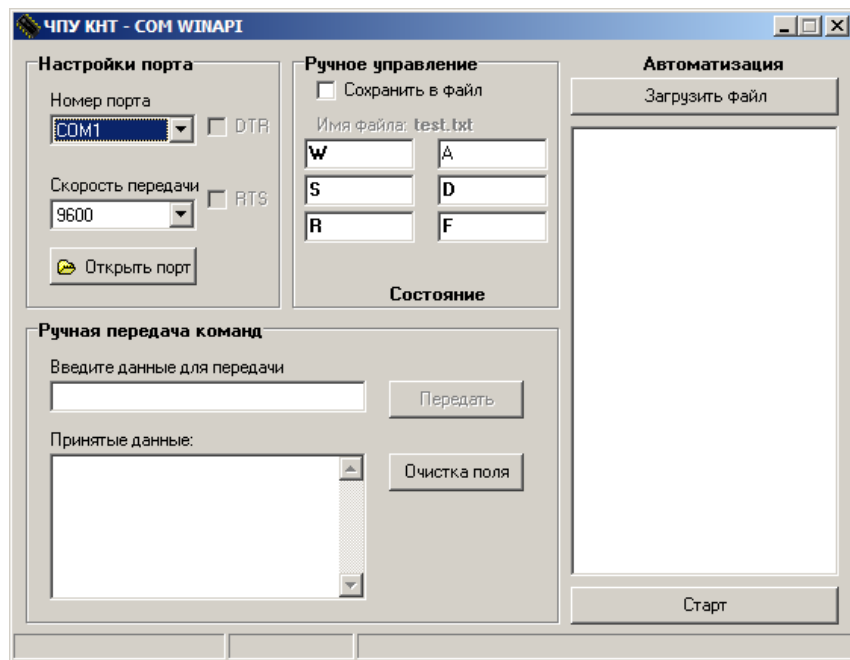 ЧПУ КНТ - COM WINAPI
Настройки порта
Номер порта
COM1
DTR
Скорость передачи
RTS
9600
Открыть порт
Ручное управление
Сохранить в файл
Имя файла: test.txt
W A
S D
R F
Состояние
Автоматизация
Загрузить файл
Старт
Ручная передача команд
Введите данные для передачи
Передать
Принятые данные:
Очистка поля